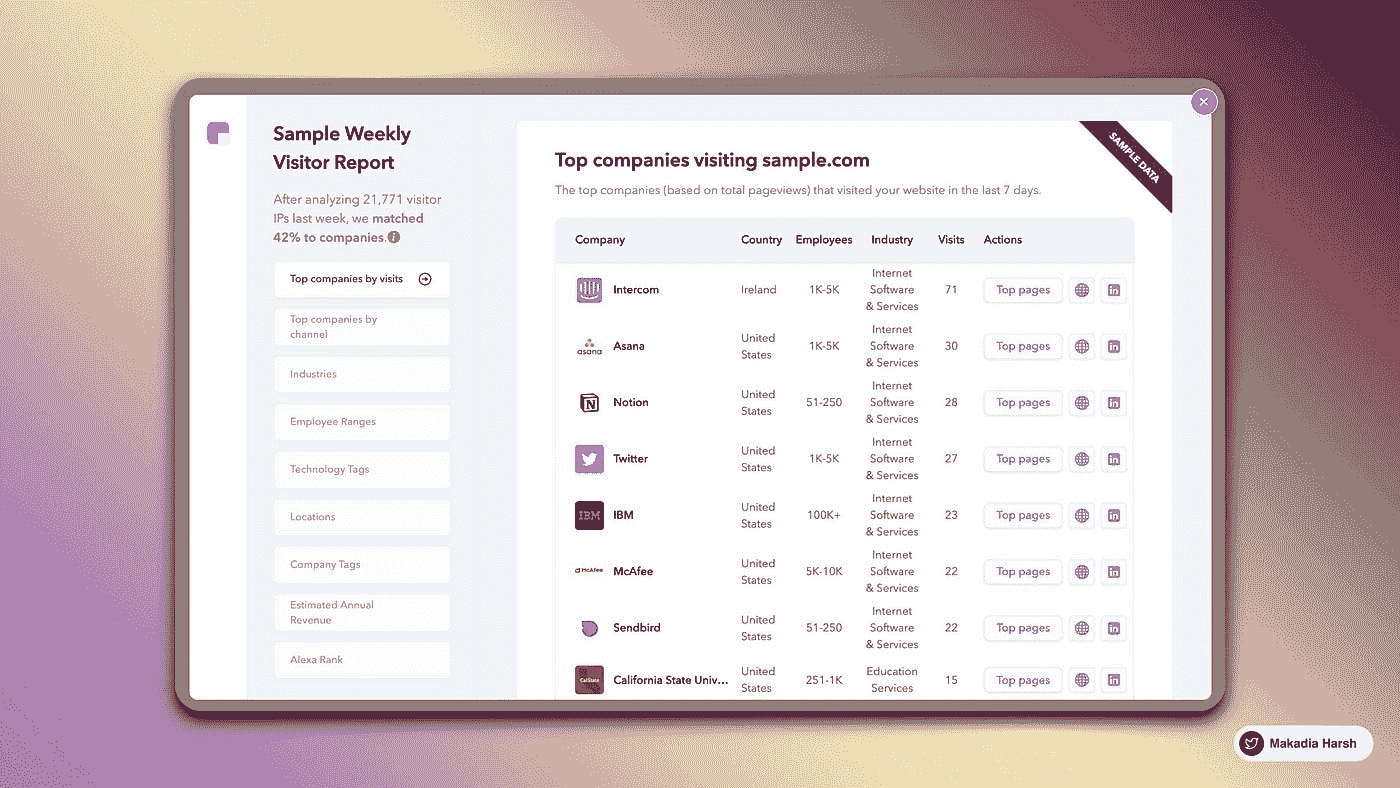 Sample Weekly
Visitor Report
After analyzing 21,771 visitor
IPs last week, we matched
42% to companies.
Top companies by visits
Top companies by
channel
Industries
Employee Ranges
Technology Tags
Locations
Company Tags
Estimated Annual
Revenue
Alexa Rank
SAMPLE DATA
Top companies visiting sample.com
The top companies (based on total pageviews) that visited your website in the last 7 days.
Company Country Employees Industry Visits Actions
Intercom Ireland 1K-5K Internet Software & Services 71 Top pages in
asana Asana United States 1K-5K Internet Software & Services 30 Top pages in
N Notion United States 51-250 Internet Software & Services 28 Top pages in
Twitter United States 1K-5K Internet Software & Services 27 Top pages in
IBM IBM United States 100K+ Internet Software & Services 23 Top pages in
McAfee McAfee United States 5K-10K Internet Software & Services 22 Top pages in
Sendbird United States 51-250 Internet Software & Services 22 Top pages in
CalState California State Univ... United States 251-1K Education Services 15 Top pages in
Makadia Harsh